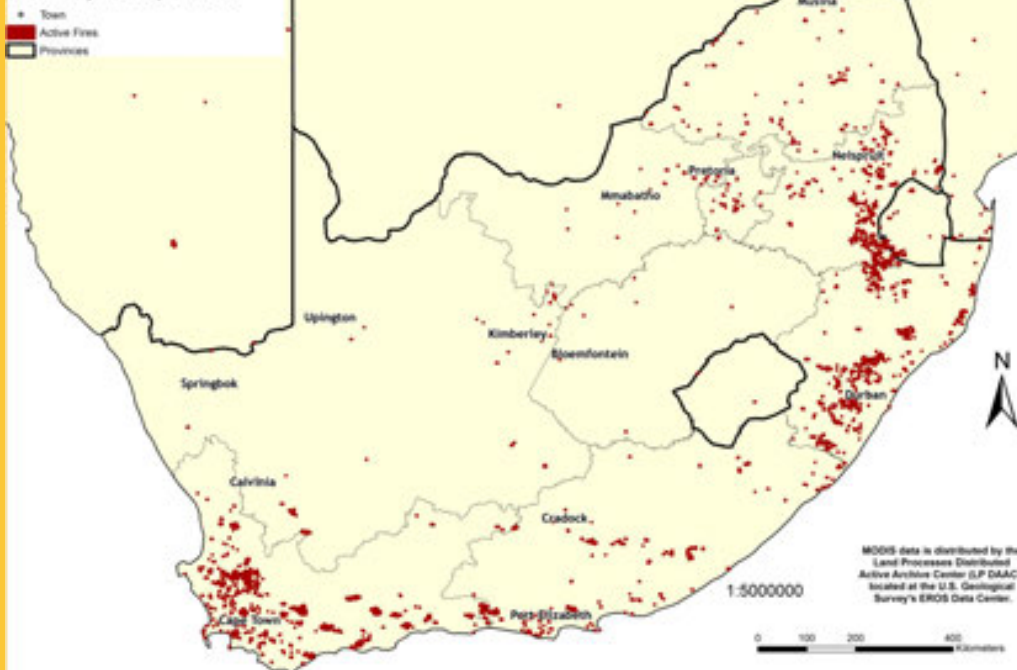 Musina
Town
Active Fires
Provinces
Nelspruit
Pretoria
Mmabatho
Upington
Kimberley
Bloemfontein
N
Springbok
Durban
Calvinia
Cradock
MODIS data is distributed by the
Land Processes Distributed
Active Archive Center (LP DAAC)
located at the U.S. Geological
Survey's EROS Data Center.
1:5000000
Cape Town
Port Elizabeth
0 100 200 400
Kilometers